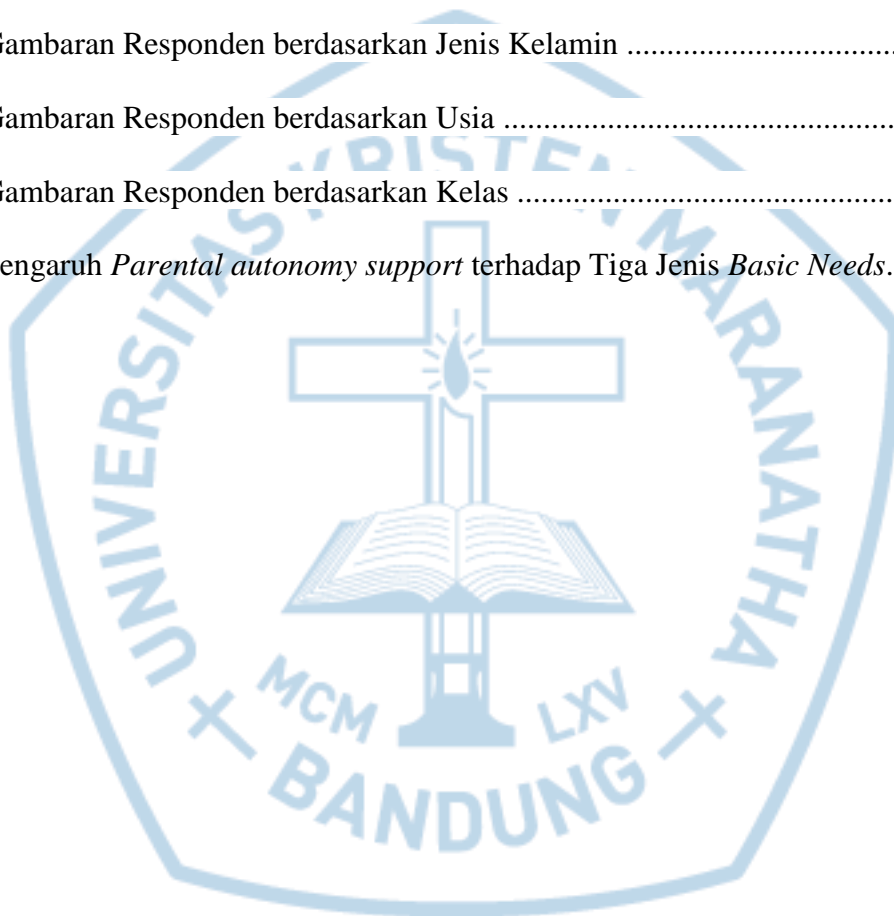 Gambaran Responden berdasarkan Jenis Kelamin ..................................
Gambaran Responden berdasarkan Usia ..................................................
Gambaran Responden berdasarkan Kelas ................................................
engaruh Parental autonomy support terhadap Tiga Jenis Basic Needs.
UNIVERSITAS KRISTEN MARANATHA
MCM LXV
BANDUNG